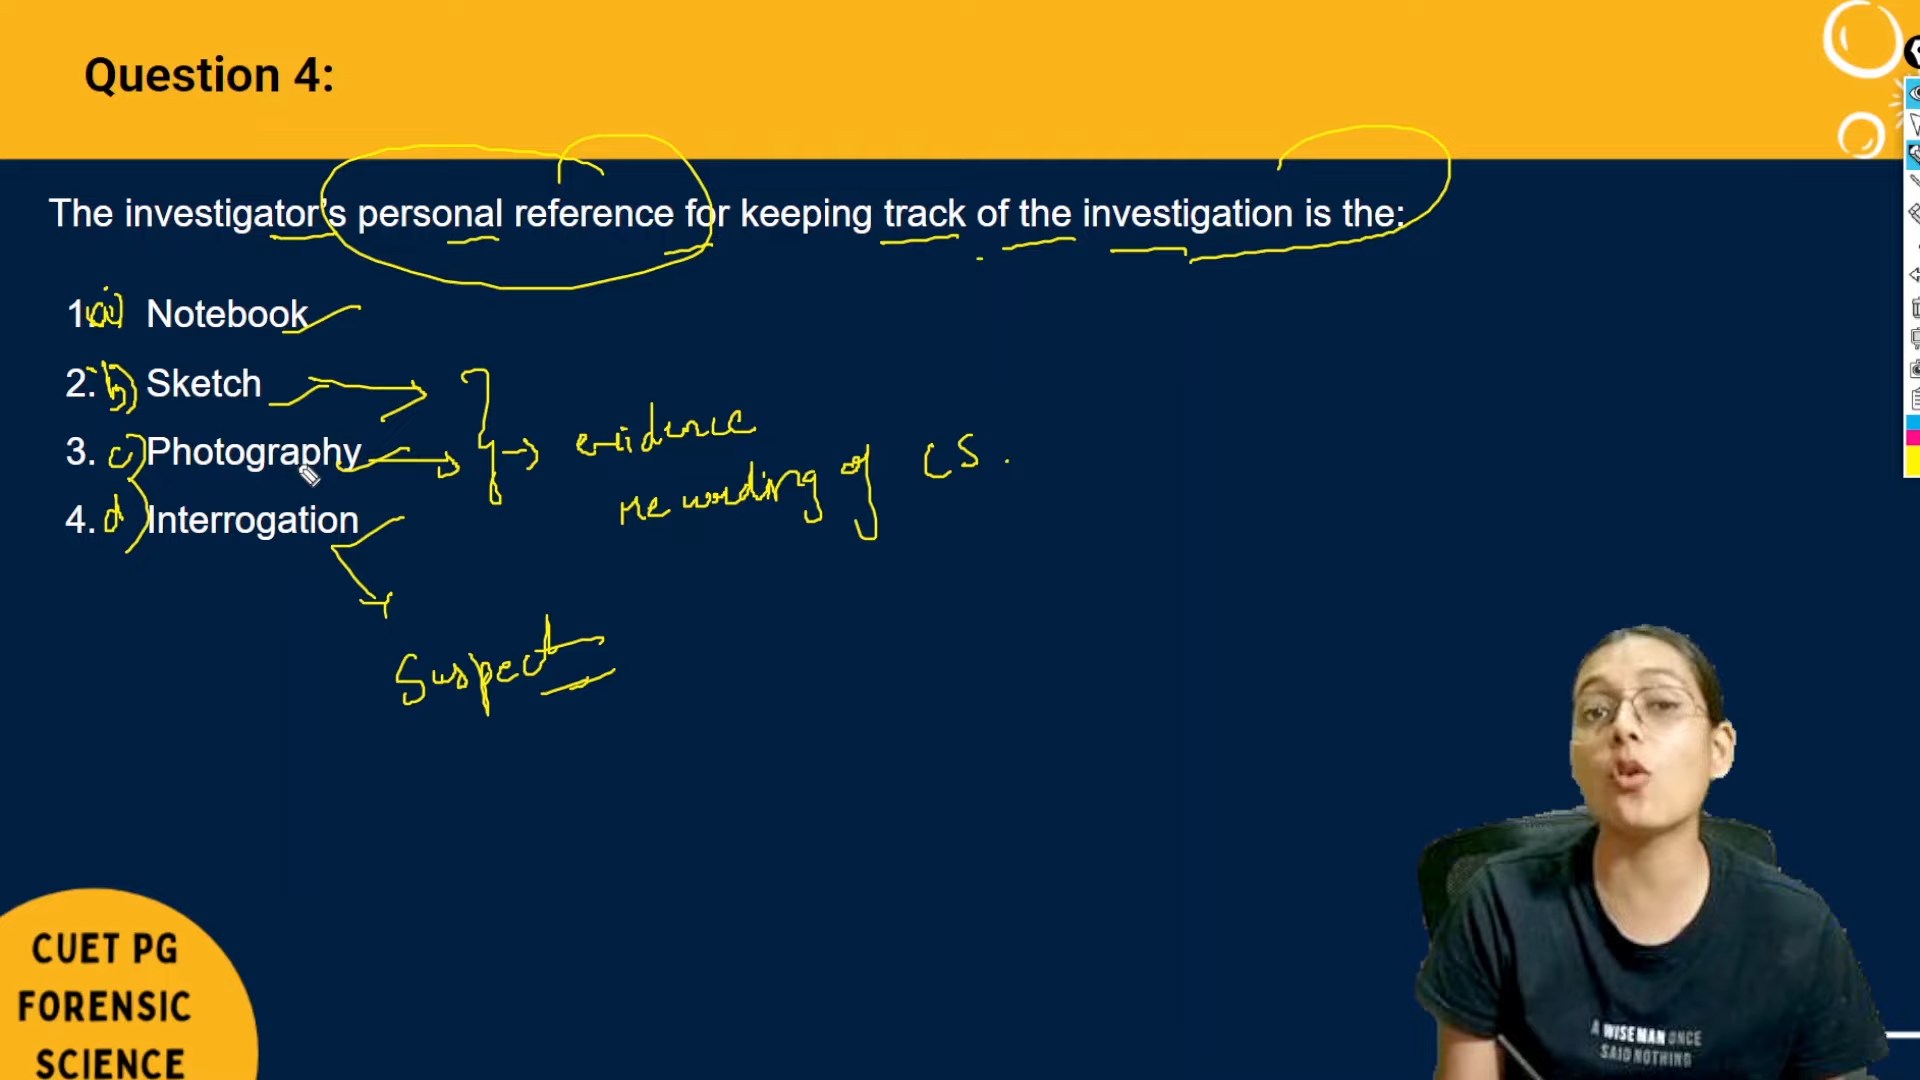 Question 4:
The investigator's personal reference for keeping track of the investigation is the:
1. a) Notebook
2. b) Sketch
3. c) Photography
4. d) Interrogation
evidence
recording of CS.
Suspect
CUET PG
FORENSIC
SCIENCE
A WISEMAN ONCE
SAID NOTHING